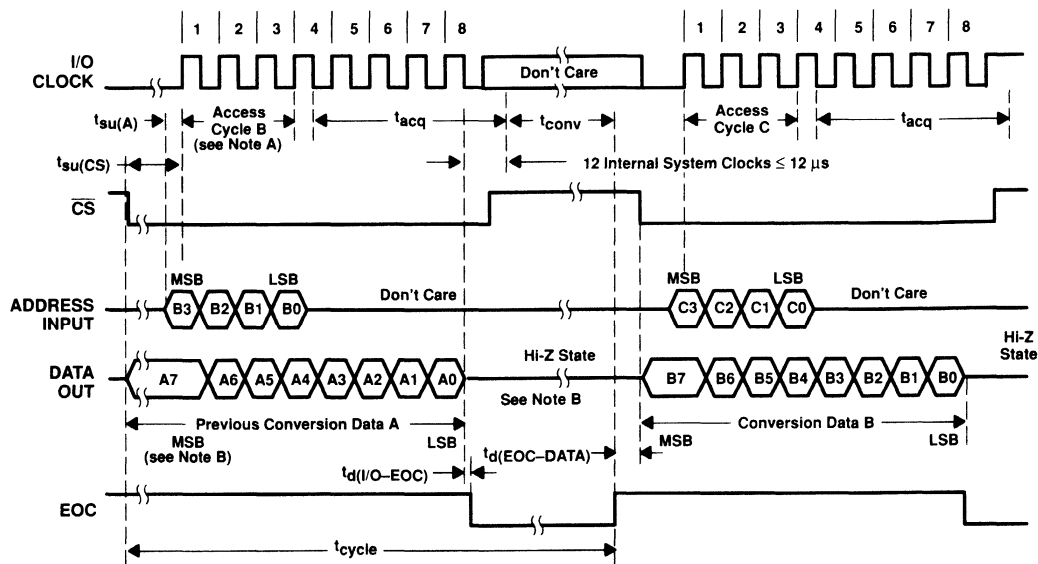 1 2 3 4 5 6 7 8 1 2 3 4 5 6 7 8
I/O
CLOCK
Don't Care
tsu(A)
Access
Cycle B
(see Note A)
tacq
tconv
Access
Cycle C
tacq
tsu(CS)
12 Internal System Clocks ≤ 12 μs
CS
MSB
LSB
MSB
LSB
ADDRESS
INPUT
B3 B2 B1 B0
Don't Care
C3 C2 C1 C0
Don't Care
Hi-Z State
Hi-Z
State
DATA
OUT
A7 A6 A5 A4 A3 A2 A1 A0
See Note B
B7 B6 B5 B4 B3 B2 B1 B0
Previous Conversion Data A
Conversion Data B
MSB
(see Note B)
LSB
MSB
LSB
td(EOC–DATA)
td(I/O–EOC)
EOC
tcycle